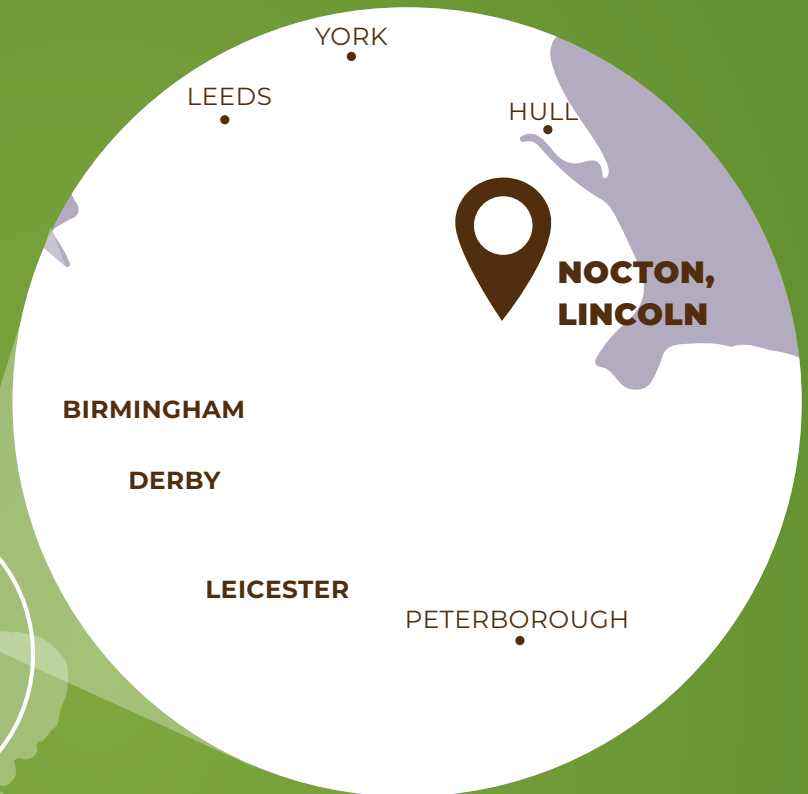 YORK
LEEDS
HULL
NOCTON,
LINCOLN
BIRMINGHAM
DERBY
LEICESTER
PETERBOROUGH